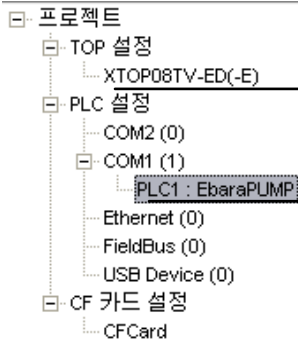 프로젝트
TOP 설정
XTOP08TV-ED(-E)
PLC 설정
COM2 (0)
COM1 (1)
PLC1 : EbaraPUMP
Ethernet (0)
FieldBus (0)
USB Device (0)
CF 카드 설정
CFCard